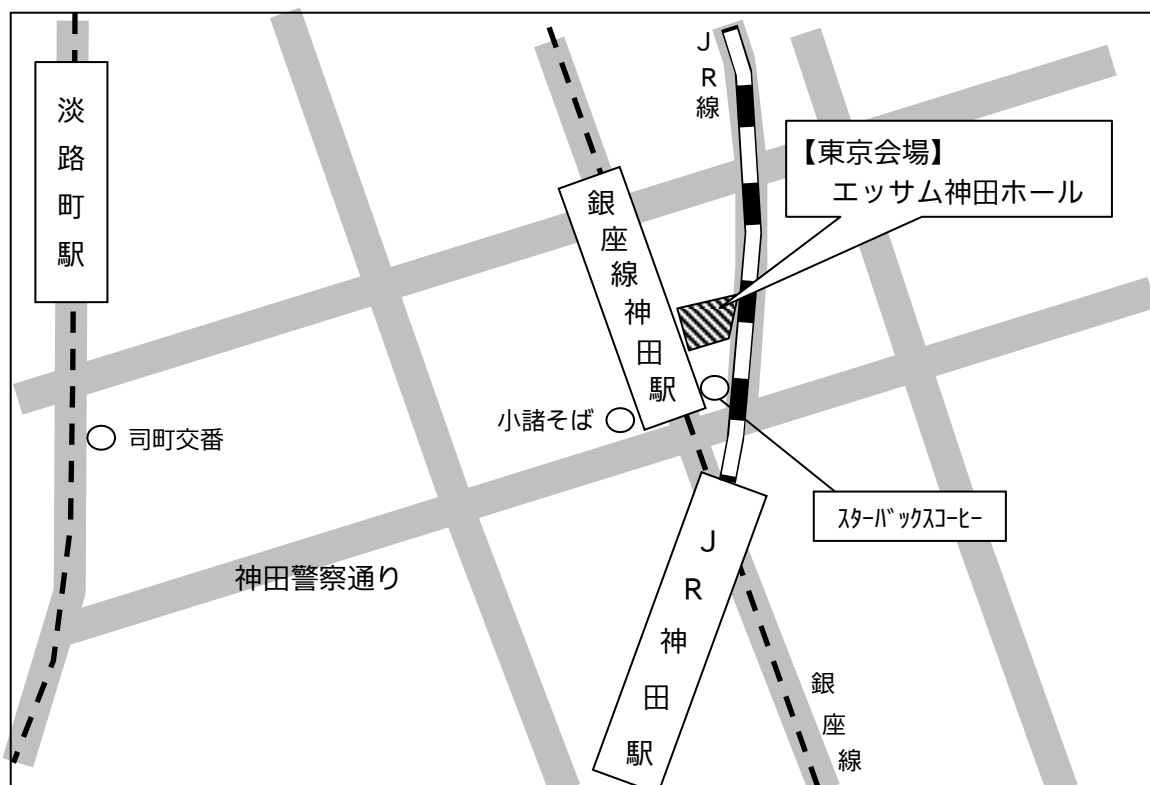 淡路町駅
JR線
【東京会場】
エッサム神田ホール
銀座線神田駅
小諸そば
司町交番
ｽﾀｰﾊﾞｯｸｽｺｰﾋｰ
神田警察通り
JR神田駅
銀座線